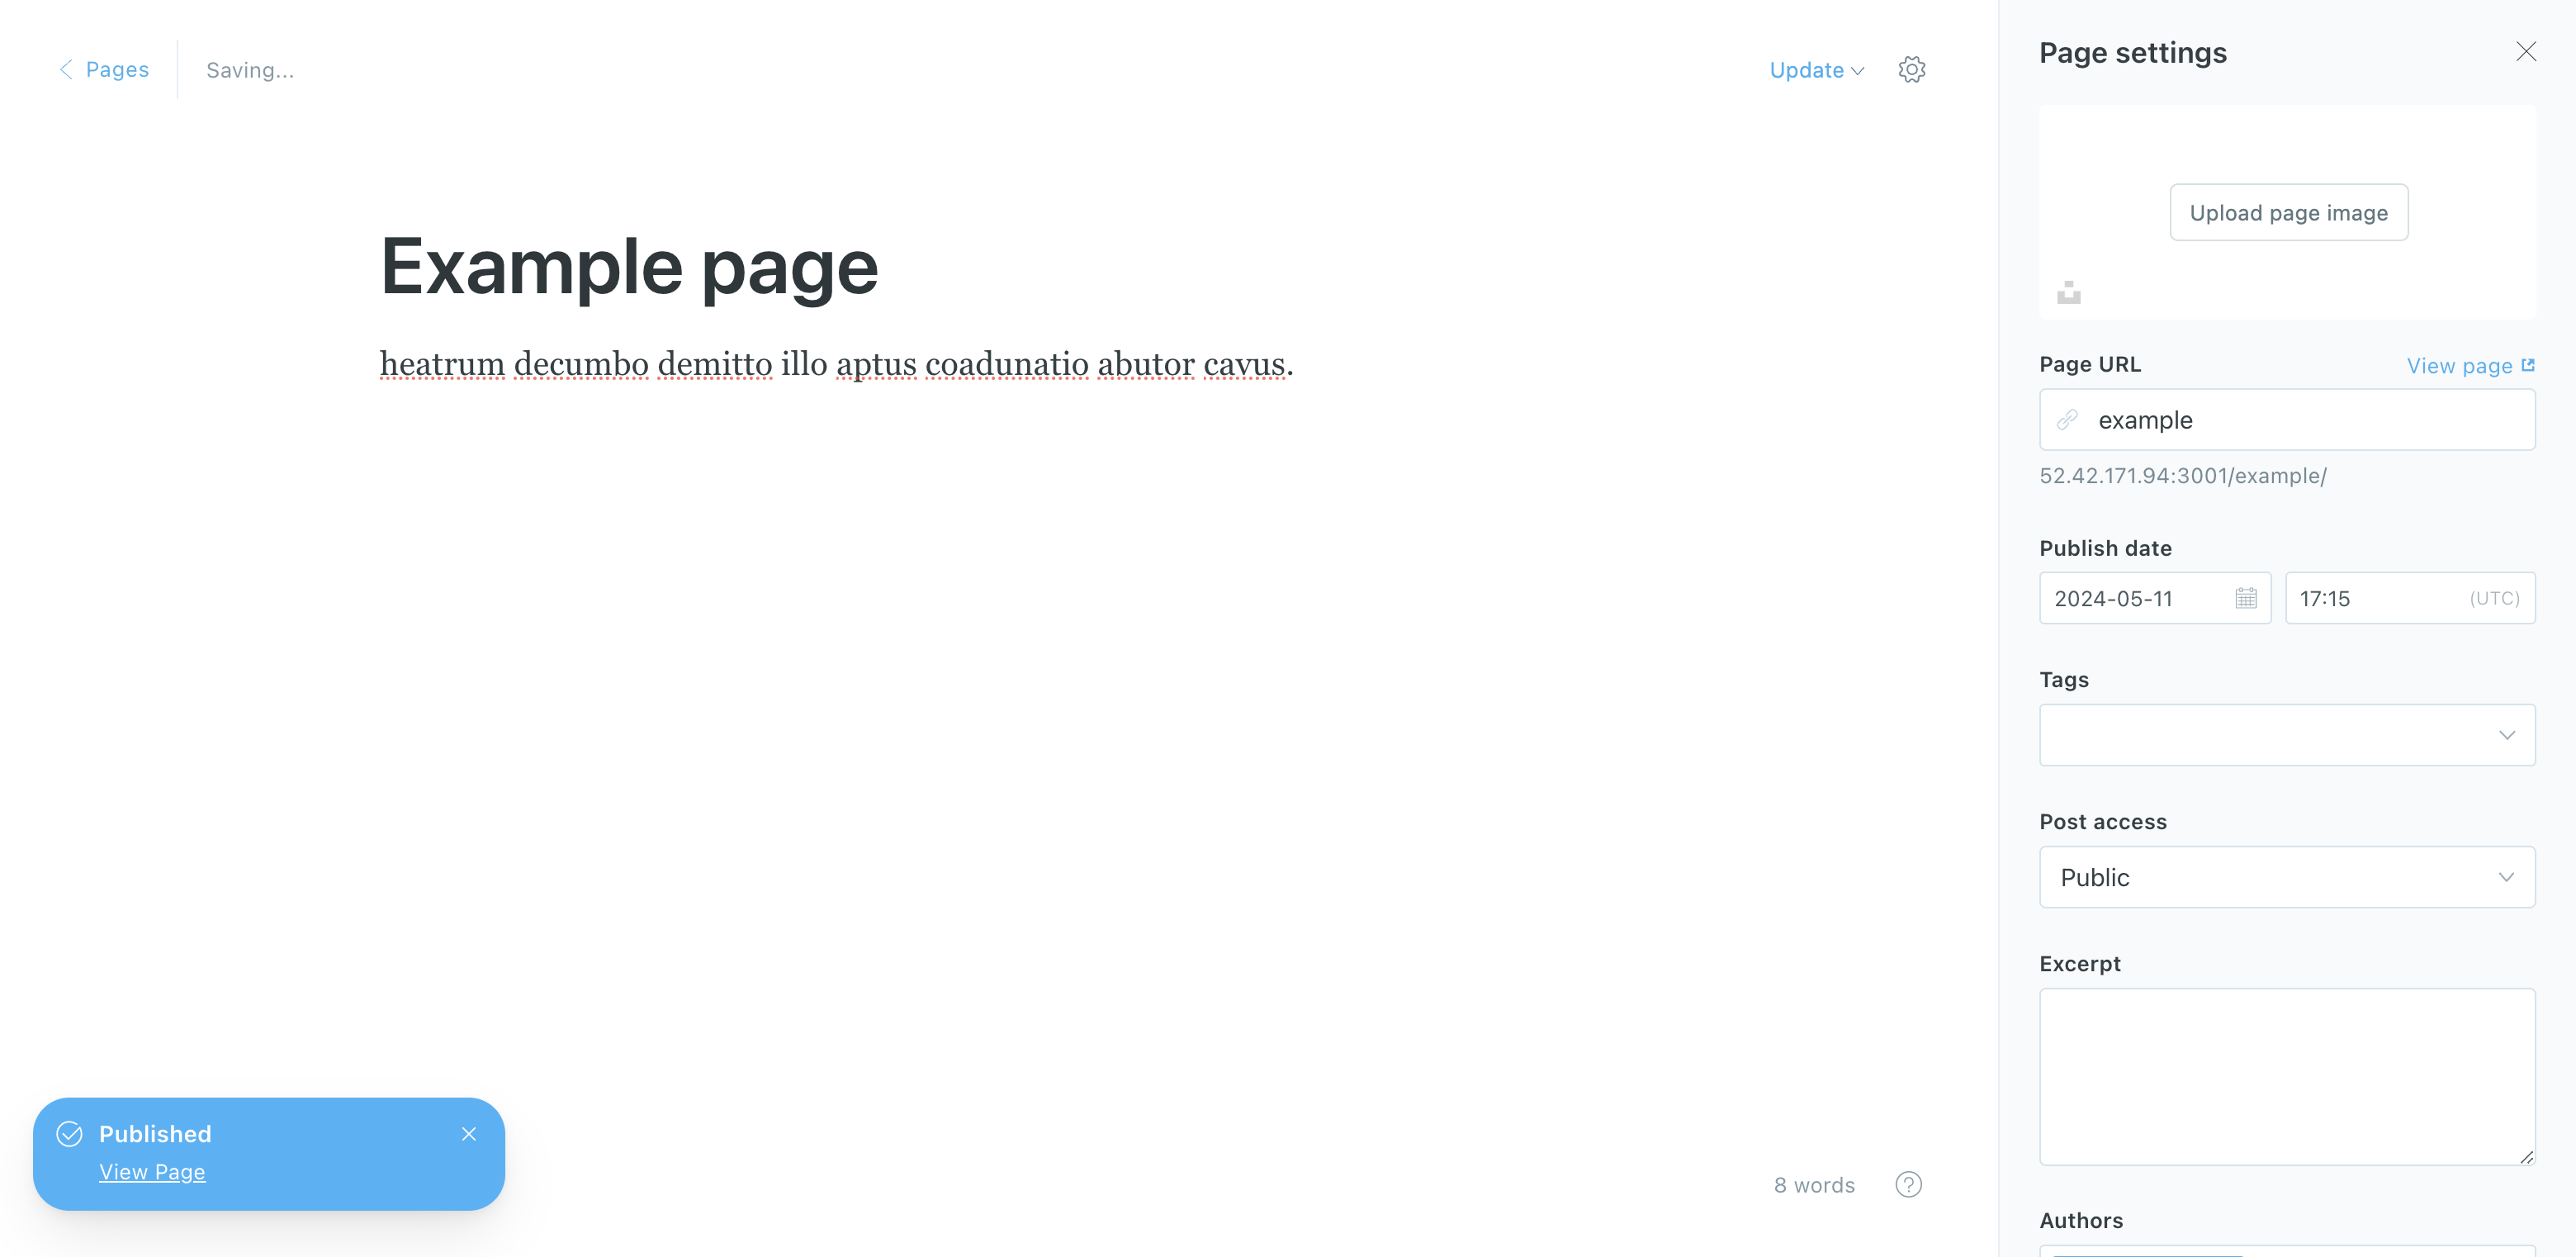 Pages
Saving...
Update
Page settings
Upload page image
Example page
heatrum decumbo demitto illo aptus coadunatio abutor cavus.
Page URL
View page
example
52.42.171.94:3001/example/
Publish date
2024-05-11
17:15 (UTC)
Tags
Post access
Public
Excerpt
Published
View Page
8 words
?
Authors